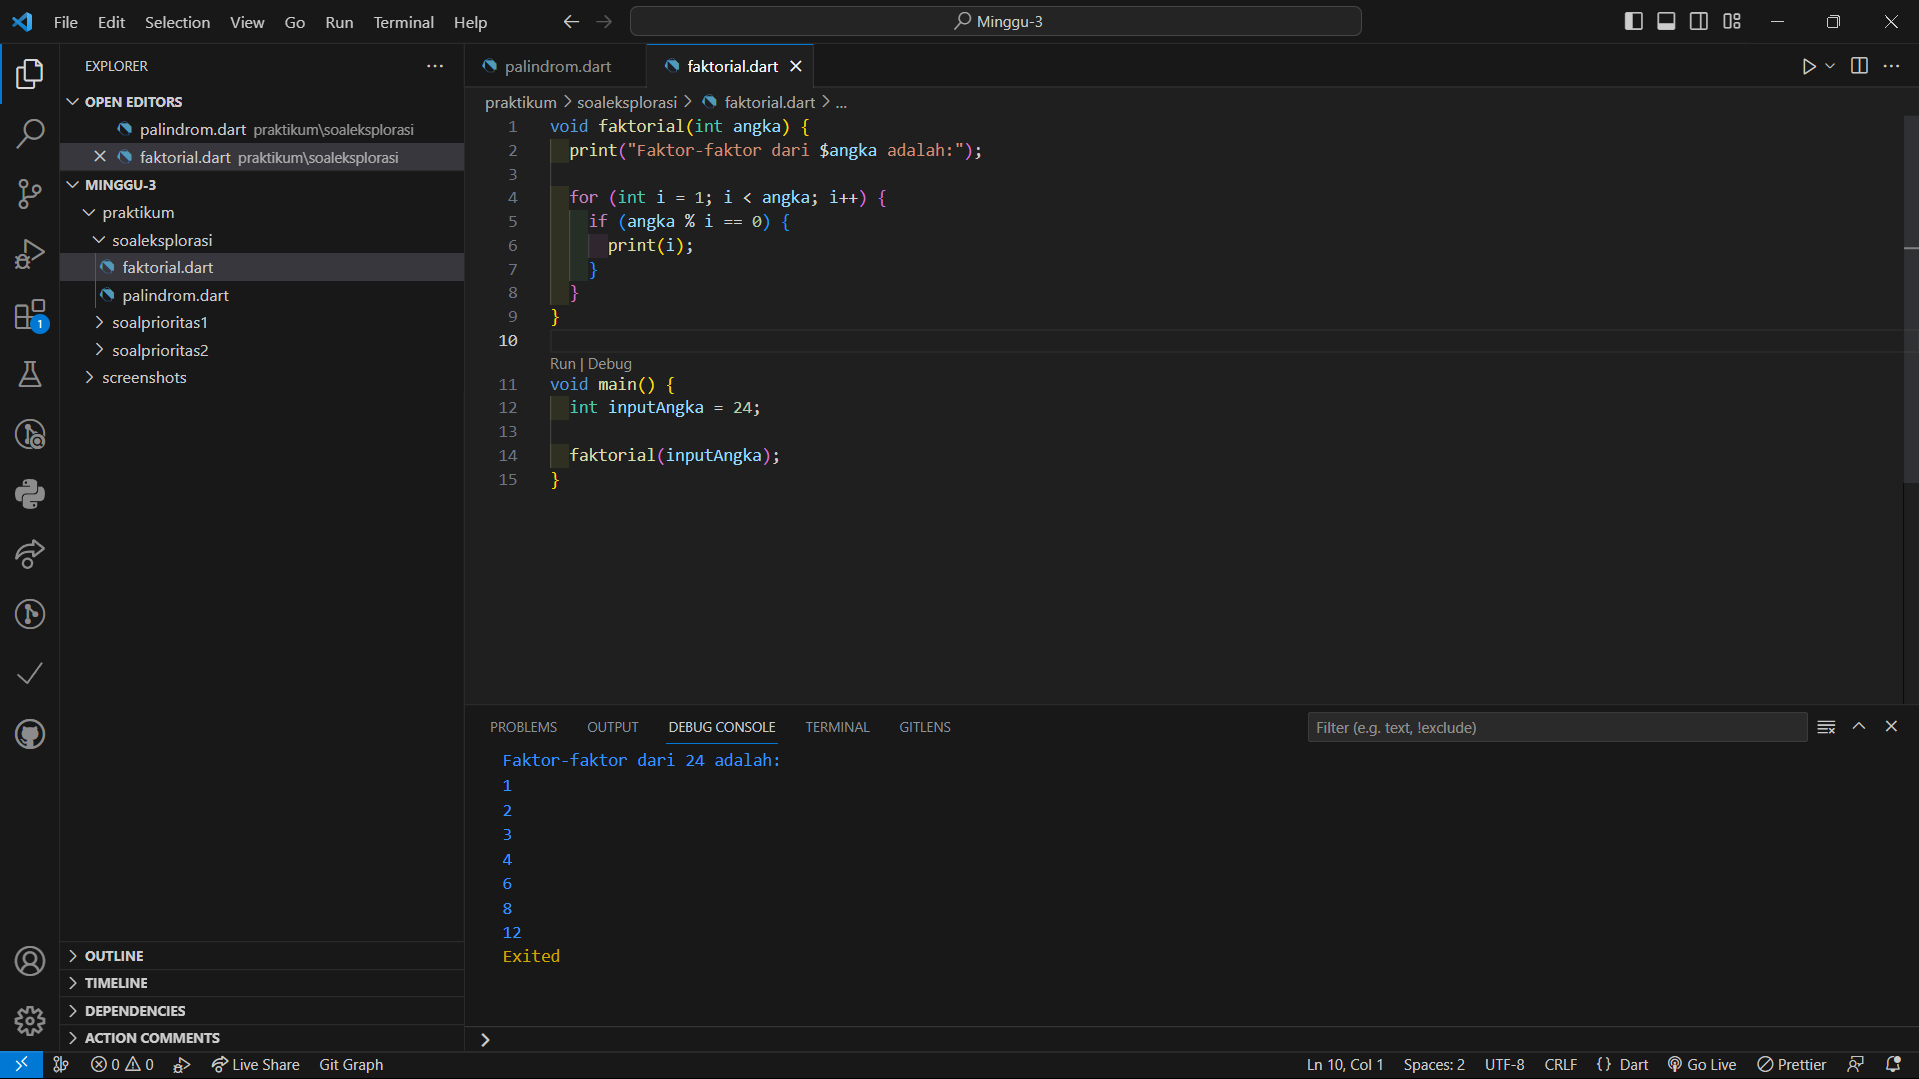 File Edit Selection View Go Run Terminal Help
Minggu-3
EXPLORER
OPEN EDITORS
palindrom.dart praktikum\soaleksplorasi
faktorial.dart praktikum\soaleksplorasi
MINGGU-3
praktikum
soaleksplorasi
faktorial.dart
palindrom.dart
soalprioritas1
soalprioritas2
screenshots
1
OUTLINE
TIMELINE
DEPENDENCIES
ACTION COMMENTS
palindrom.dart
faktorial.dart
praktikum > soaleksplorasi > faktorial.dart > ...
1 void faktorial(int angka) {
2 print("Faktor-faktor dari $angka adalah:");
3
4 for (int i = 1; i < angka; i++) {
5 if (angka % i == 0) {
6 print(i);
7 }
8 }
9 }
10
Run | Debug
11 void main() {
12 int inputAngka = 24;
13
14 faktorial(inputAngka);
15 }
PROBLEMS OUTPUT DEBUG CONSOLE TERMINAL GITLENS
Filter (e.g. text, !exclude)
Faktor-faktor dari 24 adalah:
1
2
3
4
6
8
12
Exited
0 0 Live Share Git Graph
Ln 10, Col 1 Spaces: 2 UTF-8 CRLF {} Dart Go Live Prettier